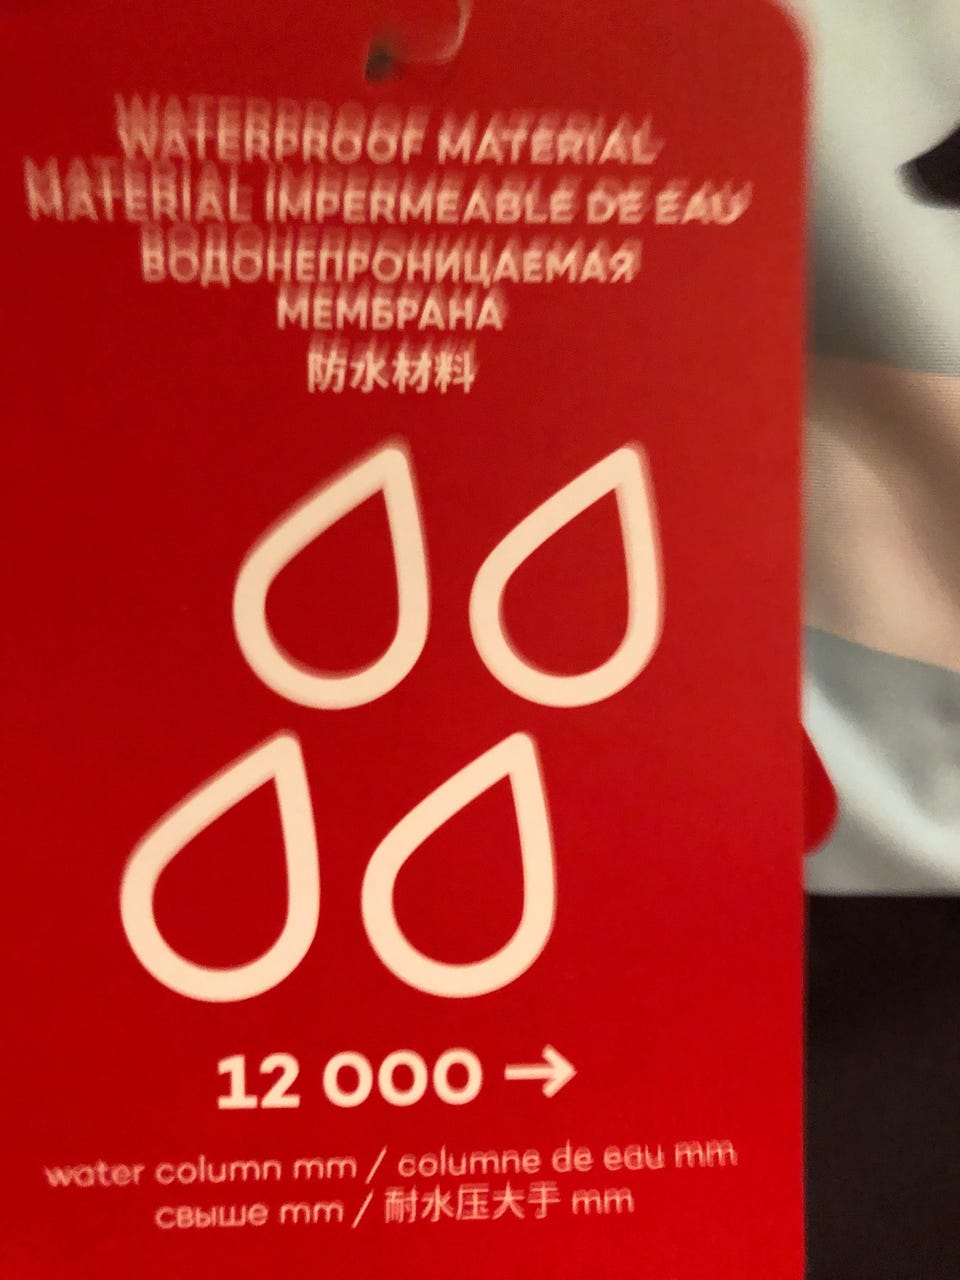 WATERPROOF MATERIAL
MATERIAL IMPERMEABLE DE EAU
ВОДОНЕПРОНИЦАЕМАЯ
МЕМБРАНА
防水材料
12 000 →
water column mm / columne de eau mm
свыше mm / 耐水压大于 mm